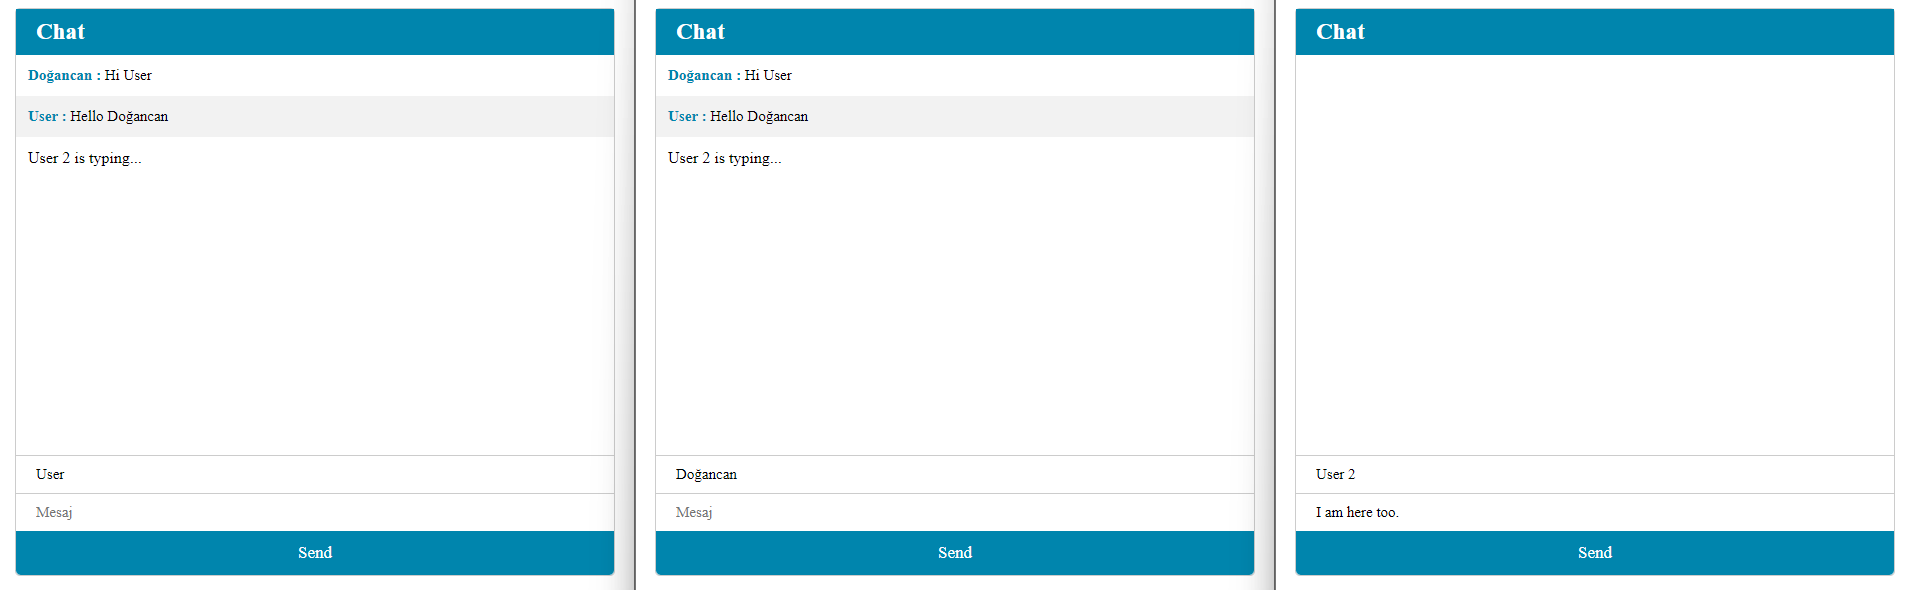 Chat
Doğancan : Hi User
User : Hello Doğancan
User 2 is typing...
User
Mesaj
Send
Chat
Doğancan : Hi User
User : Hello Doğancan
User 2 is typing...
Doğancan
Mesaj
Send
Chat
User 2
I am here too.
Send